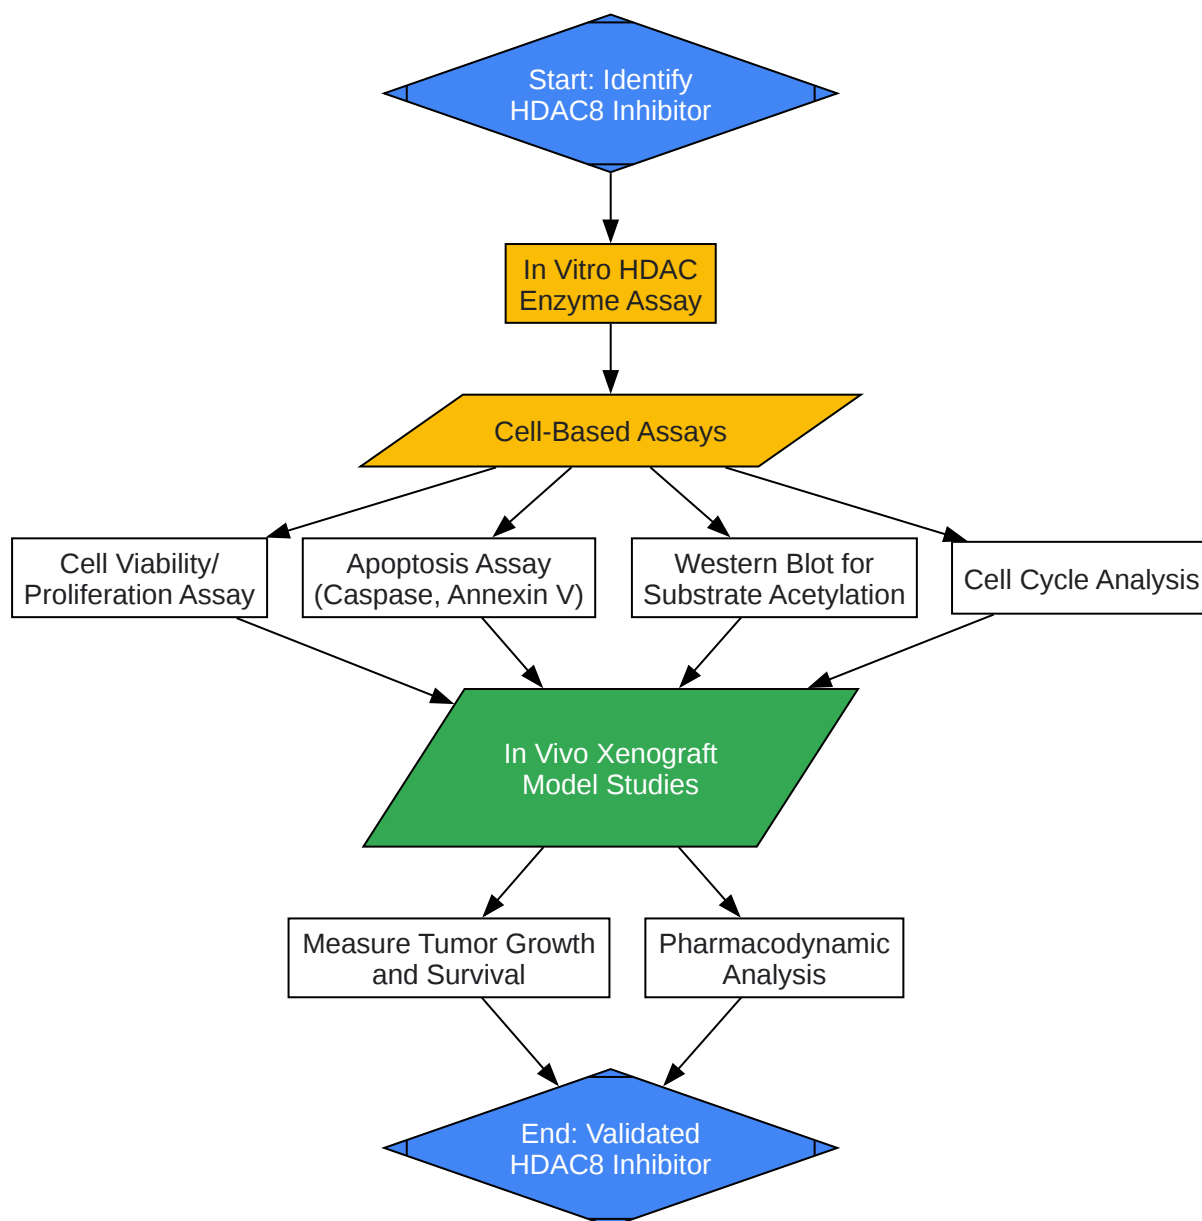 Start: Identify
HDAC8 Inhibitor
In Vitro HDAC
Enzyme Assay
Cell-Based Assays
Cell Viability/
Proliferation Assay
Apoptosis Assay
(Caspase, Annexin V)
Western Blot for
Substrate Acetylation
Cell Cycle Analysis
In Vivo Xenograft
Model Studies
Measure Tumor Growth
and Survival
Pharmacodynamic
Analysis
End: Validated
HDAC8 Inhibitor